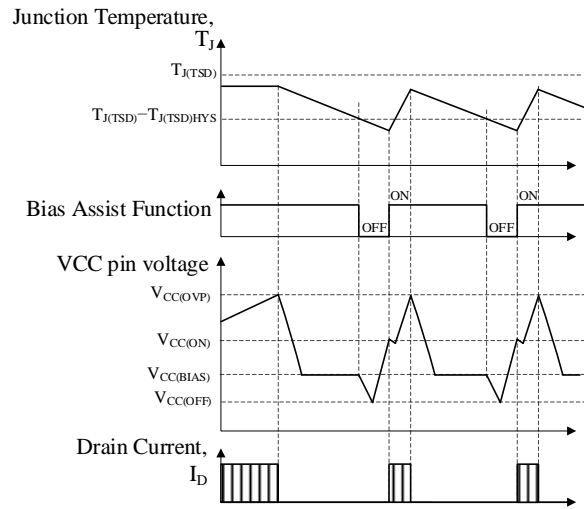 Junction Temperature,
TJ
TJ(TSD)
TJ(TSD)−TJ(TSD)HYS
Bias Assist Function
ON
ON
OFF
OFF
VCC pin voltage
VCC(OVP)
VCC(ON)
VCC(BIAS)
VCC(OFF)
Drain Current,
ID